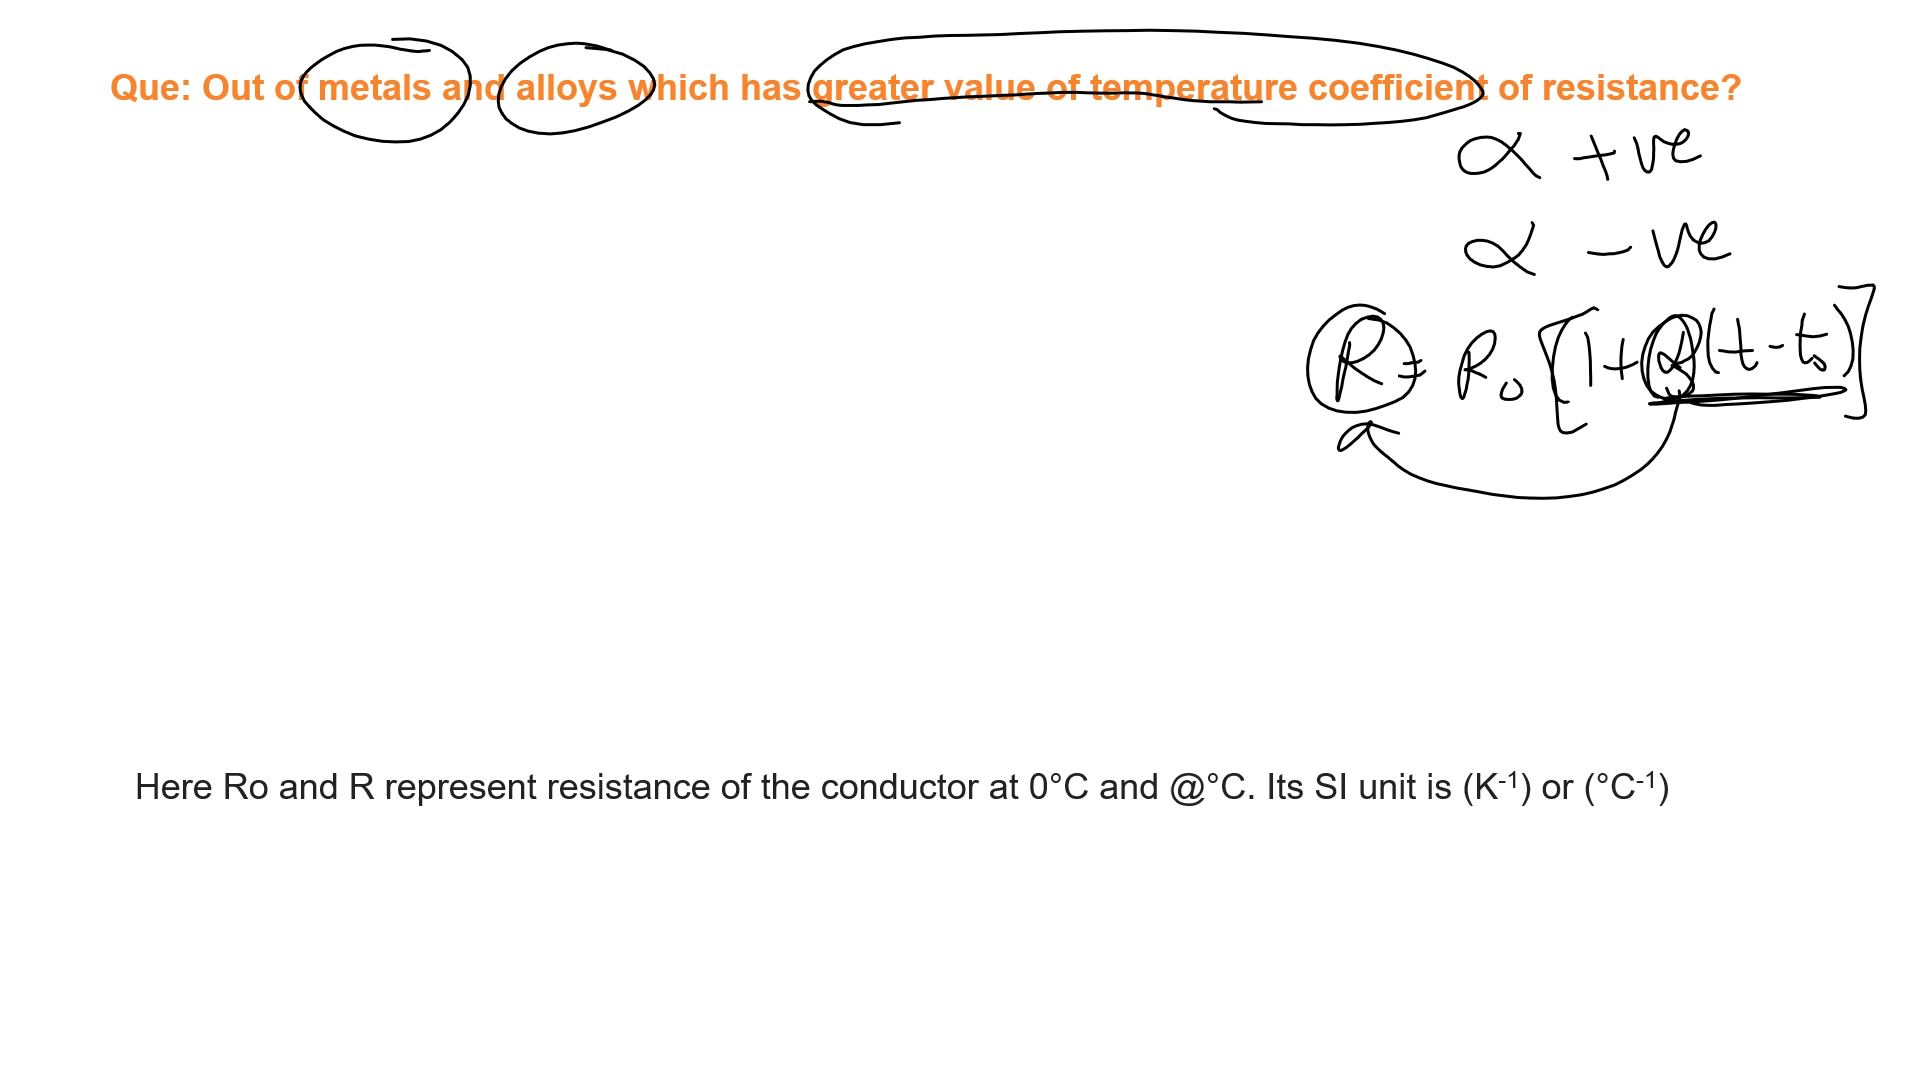 Que: Out of metals and alloys which has greater value of temperature coefficient of resistance?
α +ve
α -ve
R = R₀ [1+α(t-t₀)]
Here Ro and R represent resistance of the conductor at 0°C and @°C. Its SI unit is (K⁻¹) or (°C⁻¹)